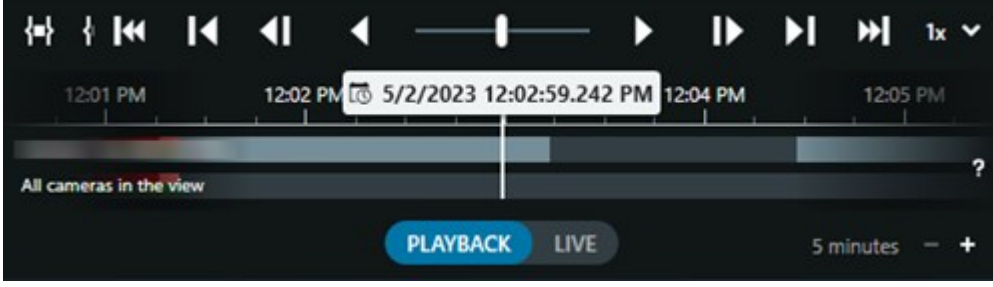 1x
12:01 PM 12:02 PM 5/2/2023 12:02:59.242 PM 12:04 PM 12:05 PM
?
All cameras in the view
PLAYBACK LIVE 5 minutes − +